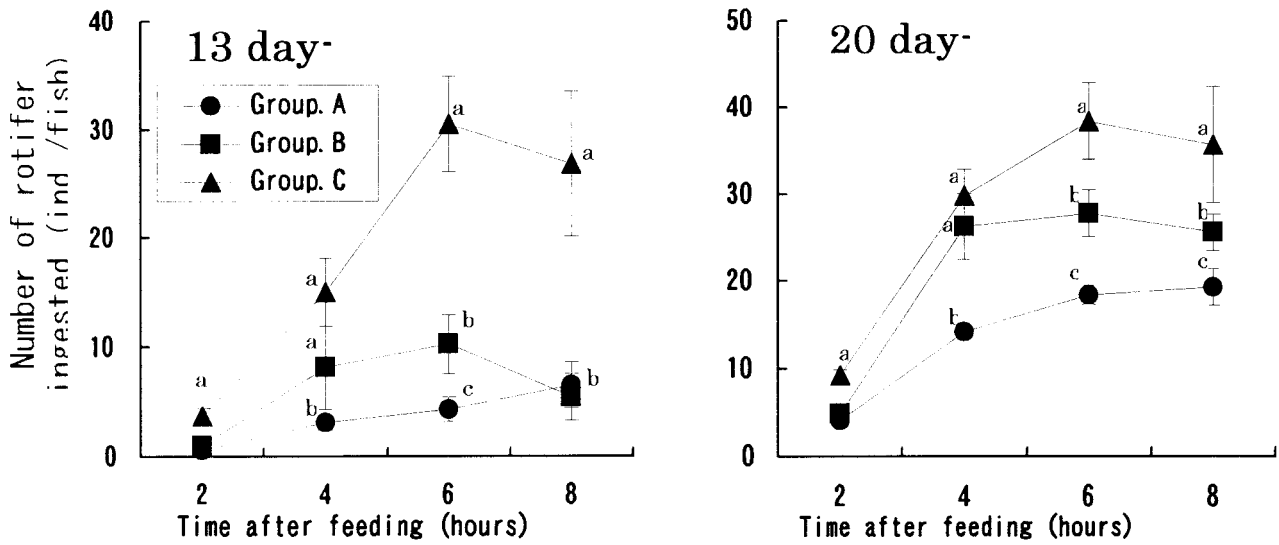 Number of rotifer
ingested (ind /fish)
40
30
20
10
0
13 day-
Group. A
Group. B
Group. C
a
a
a
a
a
b
b
b
c
b
2
4
6
8
Time after feeding (hours)
50
40
30
20
10
0
20 day-
a
a
a
a
a
b
b
b
c
c
2
4
6
8
Time after feeding (hours)